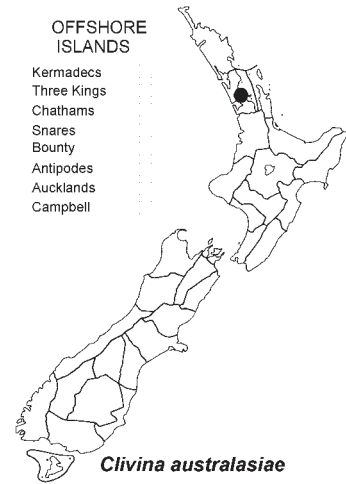 OFFSHORE
ISLANDS
Kermadecs
Three Kings
Chathams
Snares
Bounty
Antipodes
Aucklands
Campbell
Clivina australasiae